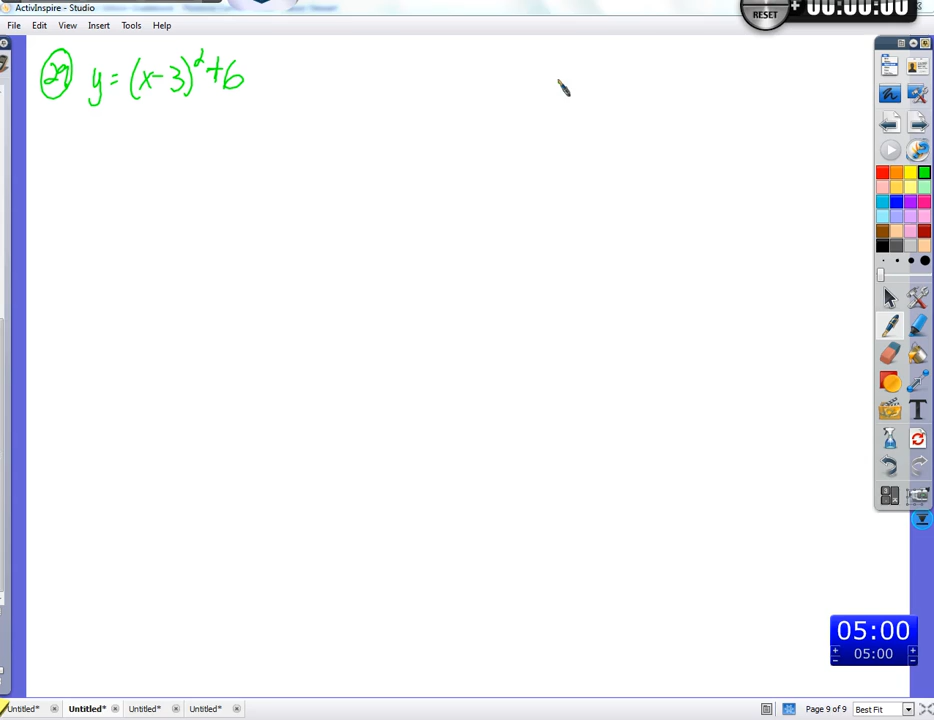 ActivInspire - Studio
RESET
00:00:00
File Edit View Insert Tools Help
29 y = (x-3)² + 6
T
05:00
05:00
Untitled* Untitled* Untitled* Untitled*
Page 9 of 9 Best Fit